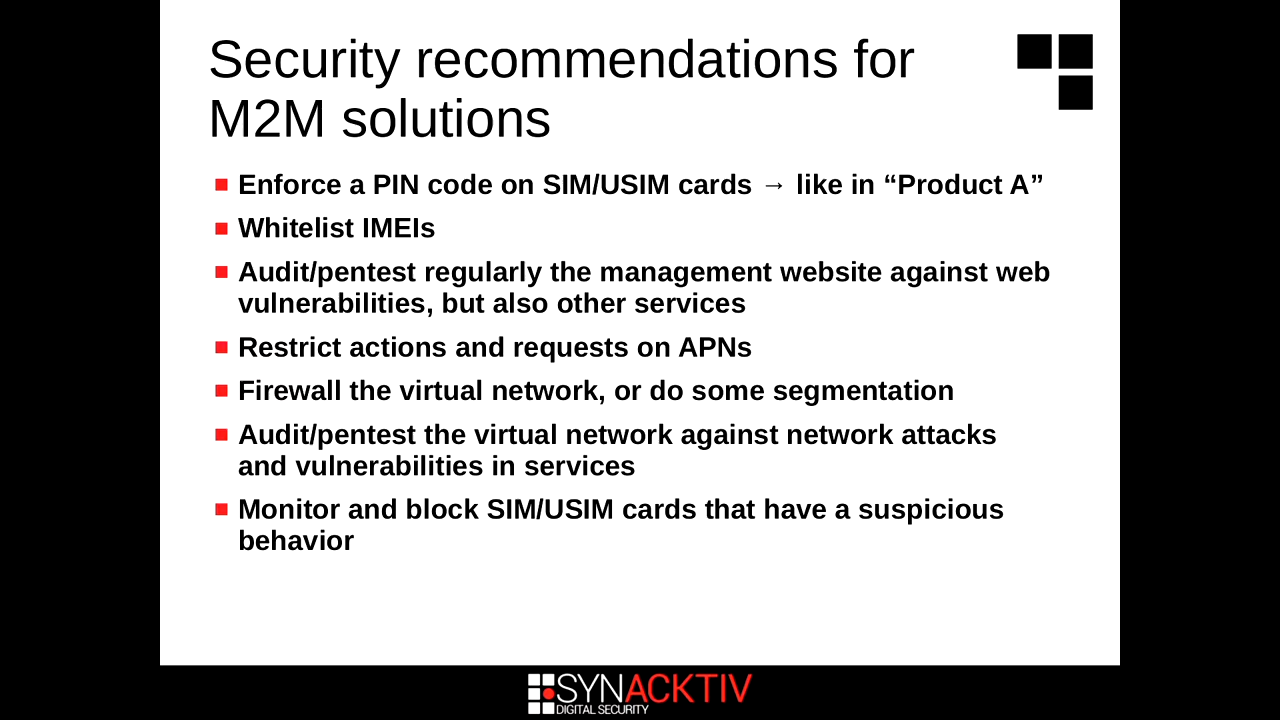 Security recommendations for
M2M solutions
Enforce a PIN code on SIM/USIM cards → like in “Product A”
Whitelist IMEIs
Audit/pentest regularly the management website against web
vulnerabilities, but also other services
Restrict actions and requests on APNs
Firewall the virtual network, or do some segmentation
Audit/pentest the virtual network against network attacks
and vulnerabilities in services
Monitor and block SIM/USIM cards that have a suspicious
behavior
SYNACKTIV
DIGITAL SECURITY